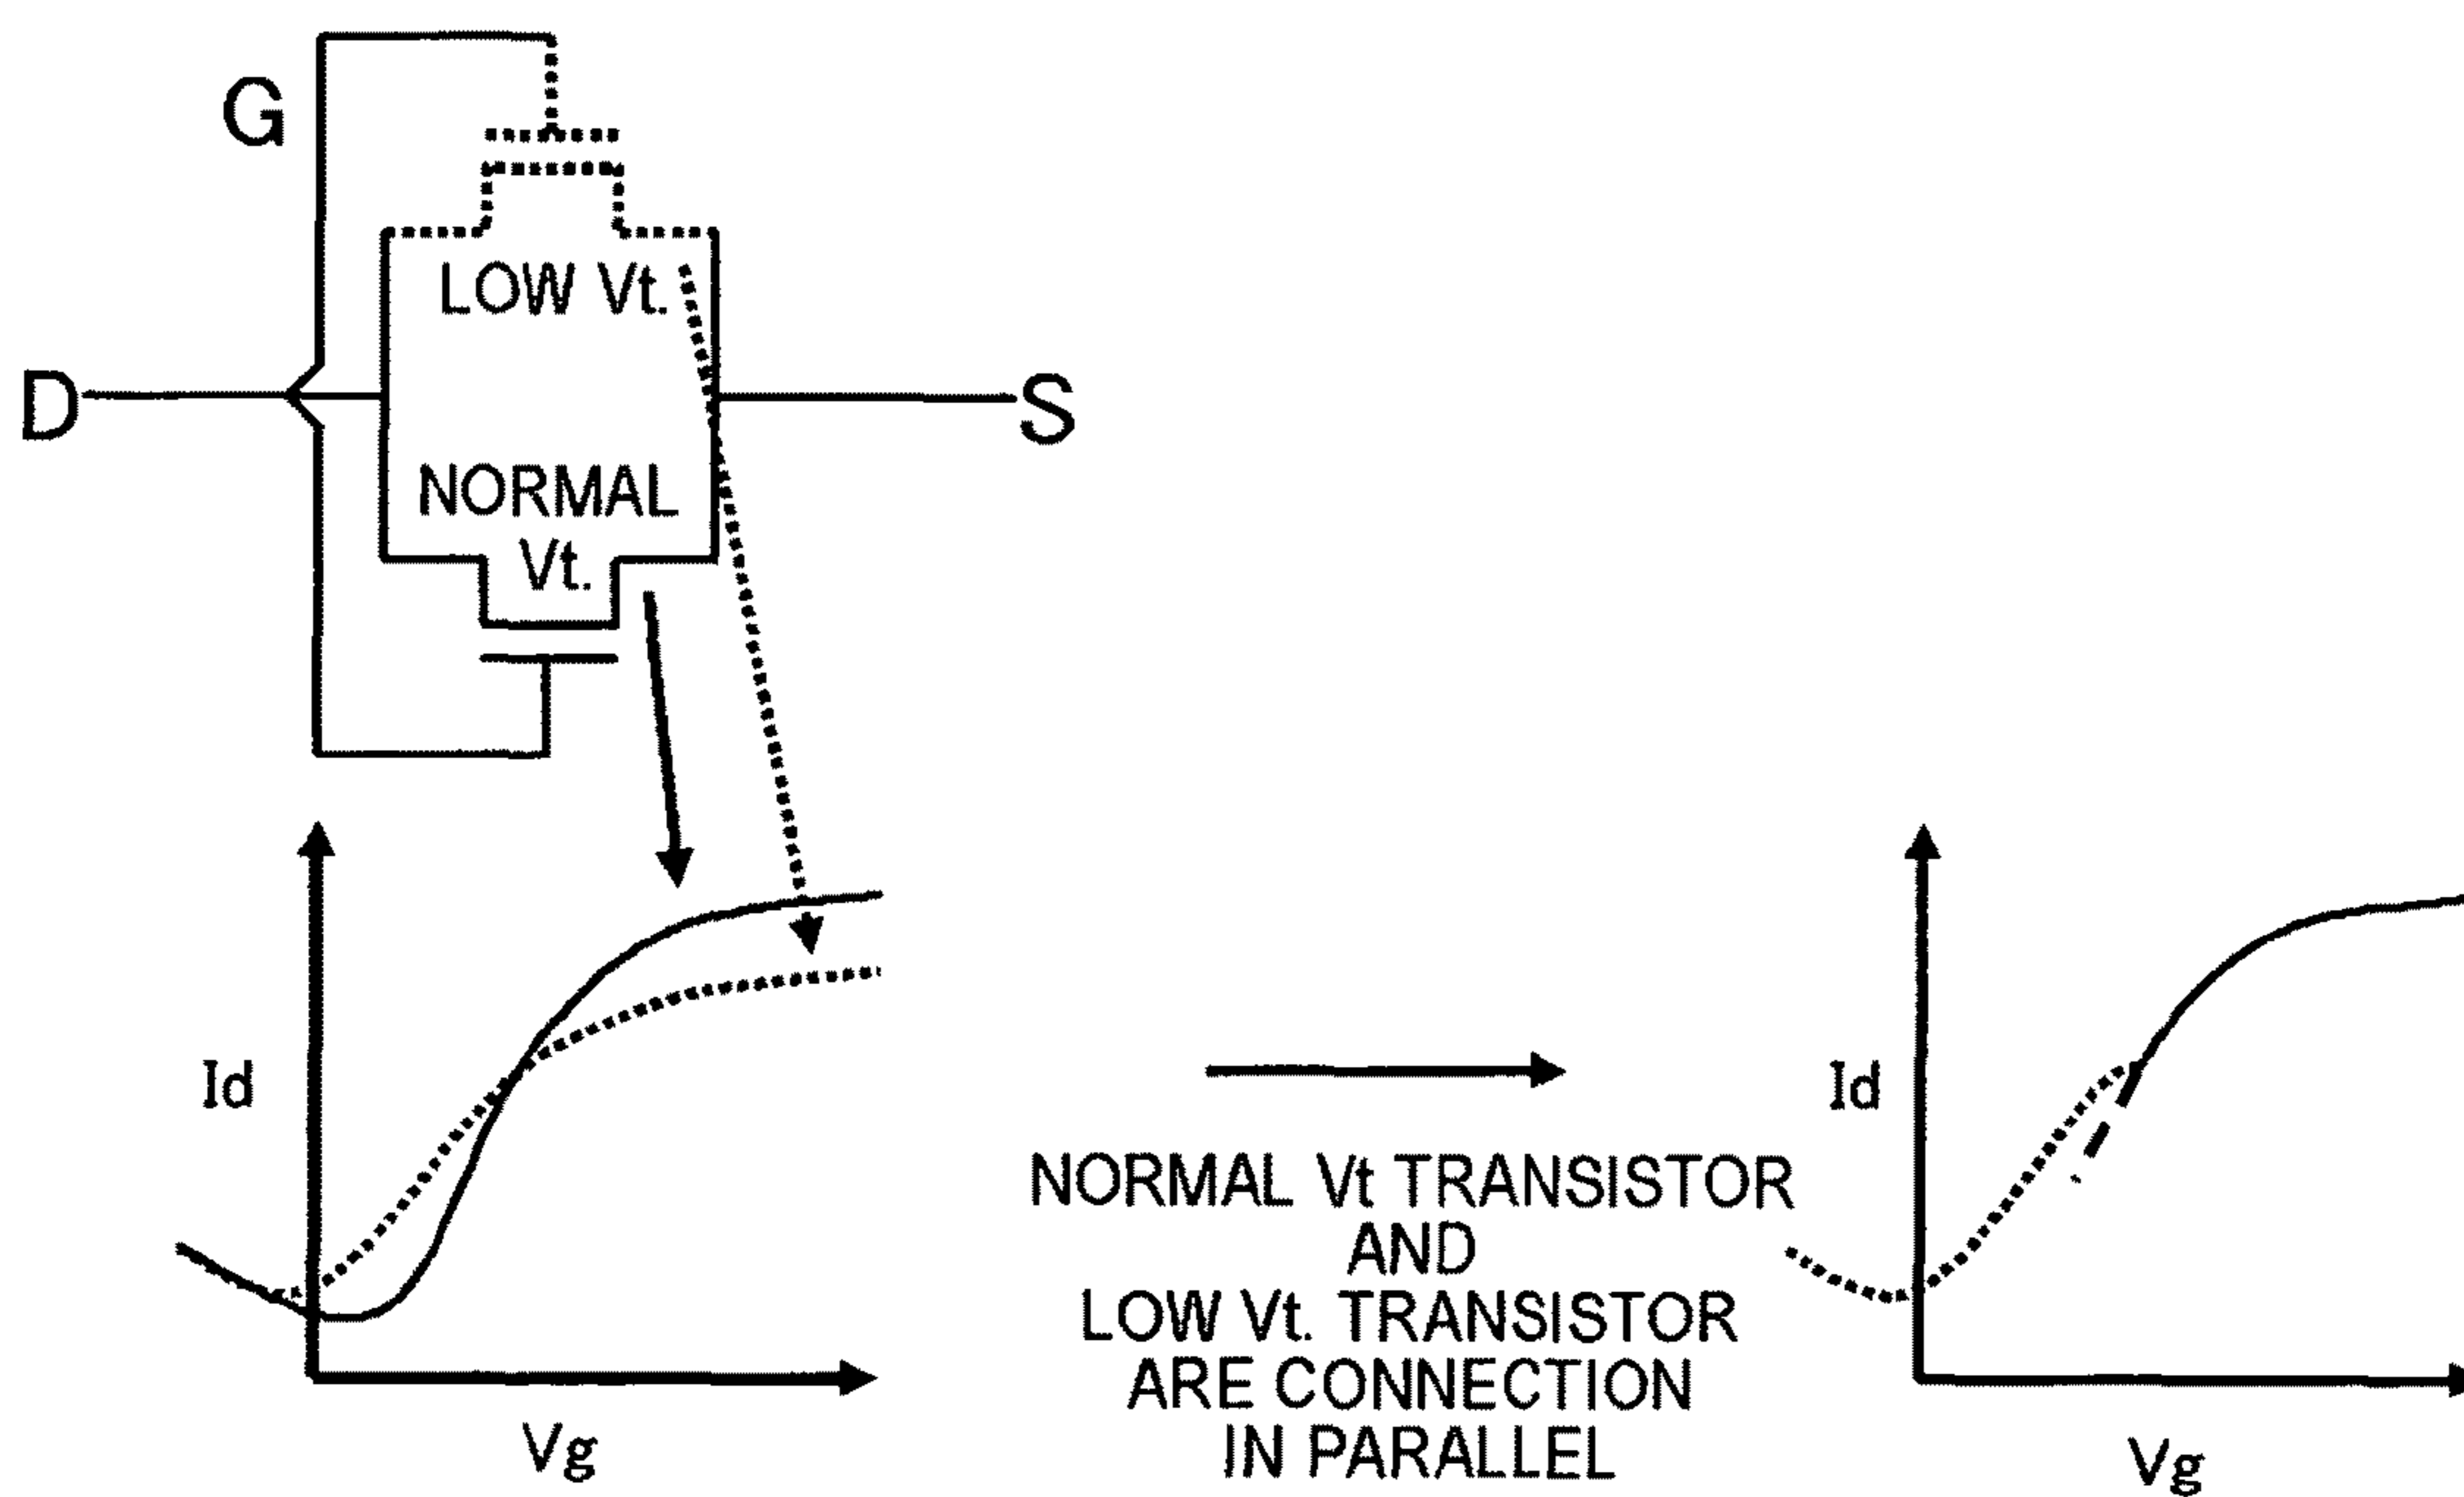 G
LOW Vt.
D
S
NORMAL
Vt.
Id
Vg
NORMAL Vt TRANSISTOR
AND
LOW Vt. TRANSISTOR
ARE CONNECTION
IN PARALLEL
Id
Vg